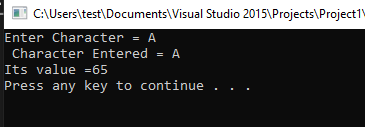 C:\Users\test\Documents\Visual Studio 2015\Projects\Project1\
Enter Character = A
 Character Entered = A
Its value =65
Press any key to continue . . .